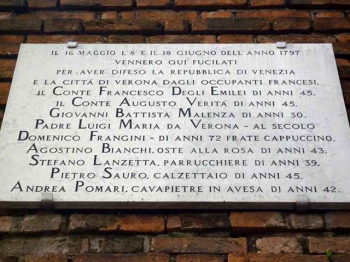 IL 16 MAGGIO L'8 E IL 18 GIUGNO DELL'ANNO 1797
VENNERO QUI FUCILATI
PER AVER DIFESO LA REPUBBLICA DI VENEZIA
E LA CITTÀ DI VERONA DAGLI OCCUPANTI FRANCESI,
IL CONTE FRANCESCO DEGLI EMILEI DI ANNI 45,
IL CONTE AUGUSTO VERITÀ DI ANNI 45,
GIOVANNI BATTISTA MALENZA DI ANNI 30,
PADRE LUIGI MARIA DA VERONA - AL SECOLO
DOMENICO FRANGINI - DI ANNI 72 FRATE CAPPUCCINO,
AGOSTINO BIANCHI, OSTE ALLA ROSA DI ANNI 43,
STEFANO LANZETTA, PARRUCCHIERE DI ANNI 39,
PIETRO SAURO, CALZETTAIO DI ANNI 45,
ANDREA POMARI, CAVAPIETRE IN AVESA DI ANNI 42.